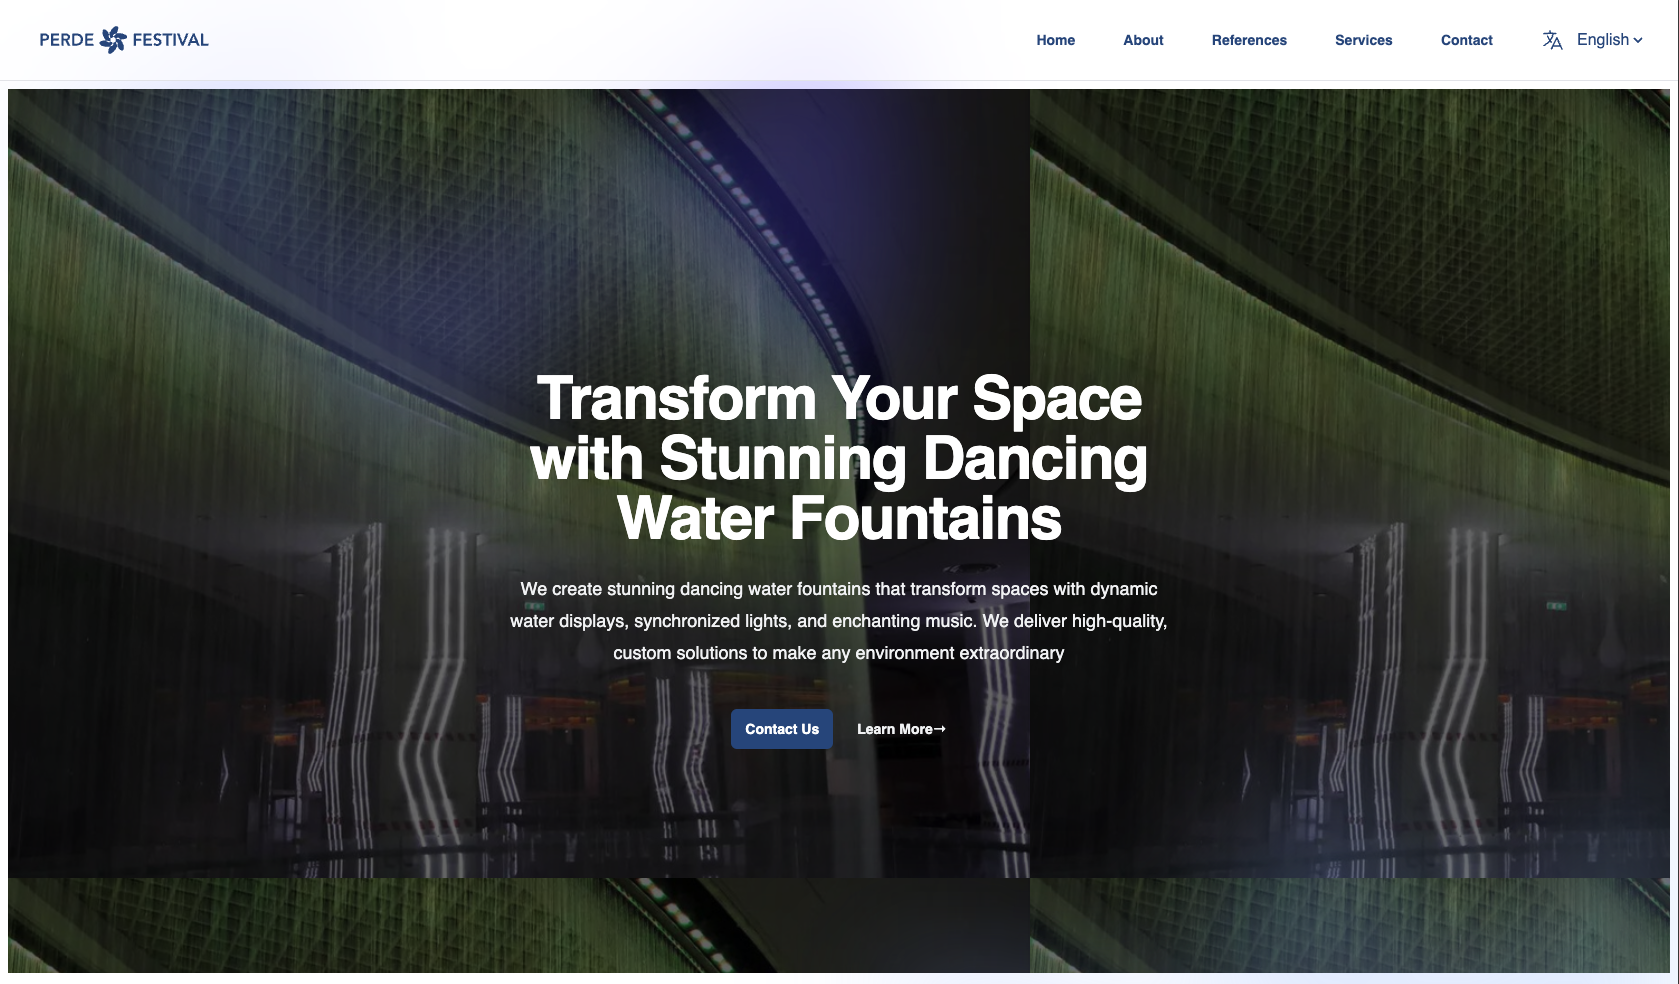 PERDE FESTIVAL
Home About References Services Contact English
Transform Your Space
with Stunning Dancing
Water Fountains
We create stunning dancing water fountains that transform spaces with dynamic
water displays, synchronized lights, and enchanting music. We deliver high-quality,
custom solutions to make any environment extraordinary
Contact Us Learn More→